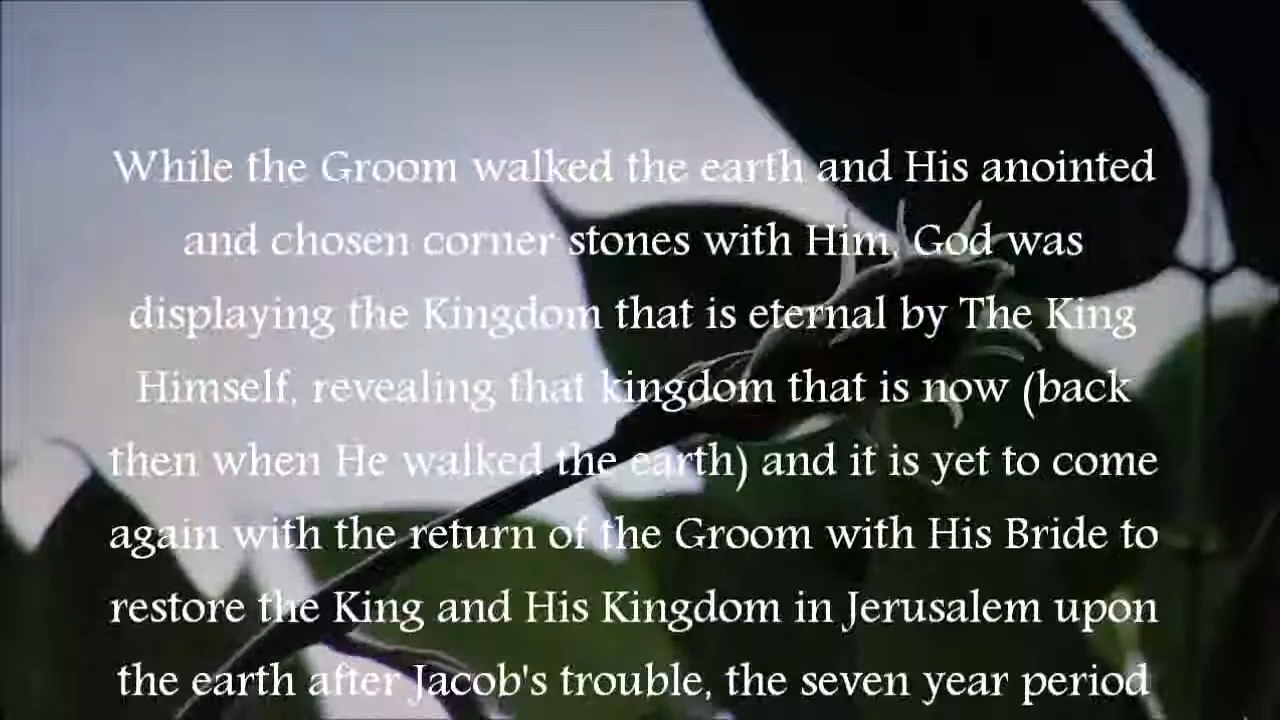 While the Groom walked the earth and His anointed
and chosen corner stones with Him, God was
displaying the Kingdom that is eternal by The King
Himself, revealing that kingdom that is now (back
then when He walked the earth) and it is yet to come
again with the return of the Groom with His Bride to
restore the King and His Kingdom in Jerusalem upon
the earth after Jacob's trouble, the seven year period